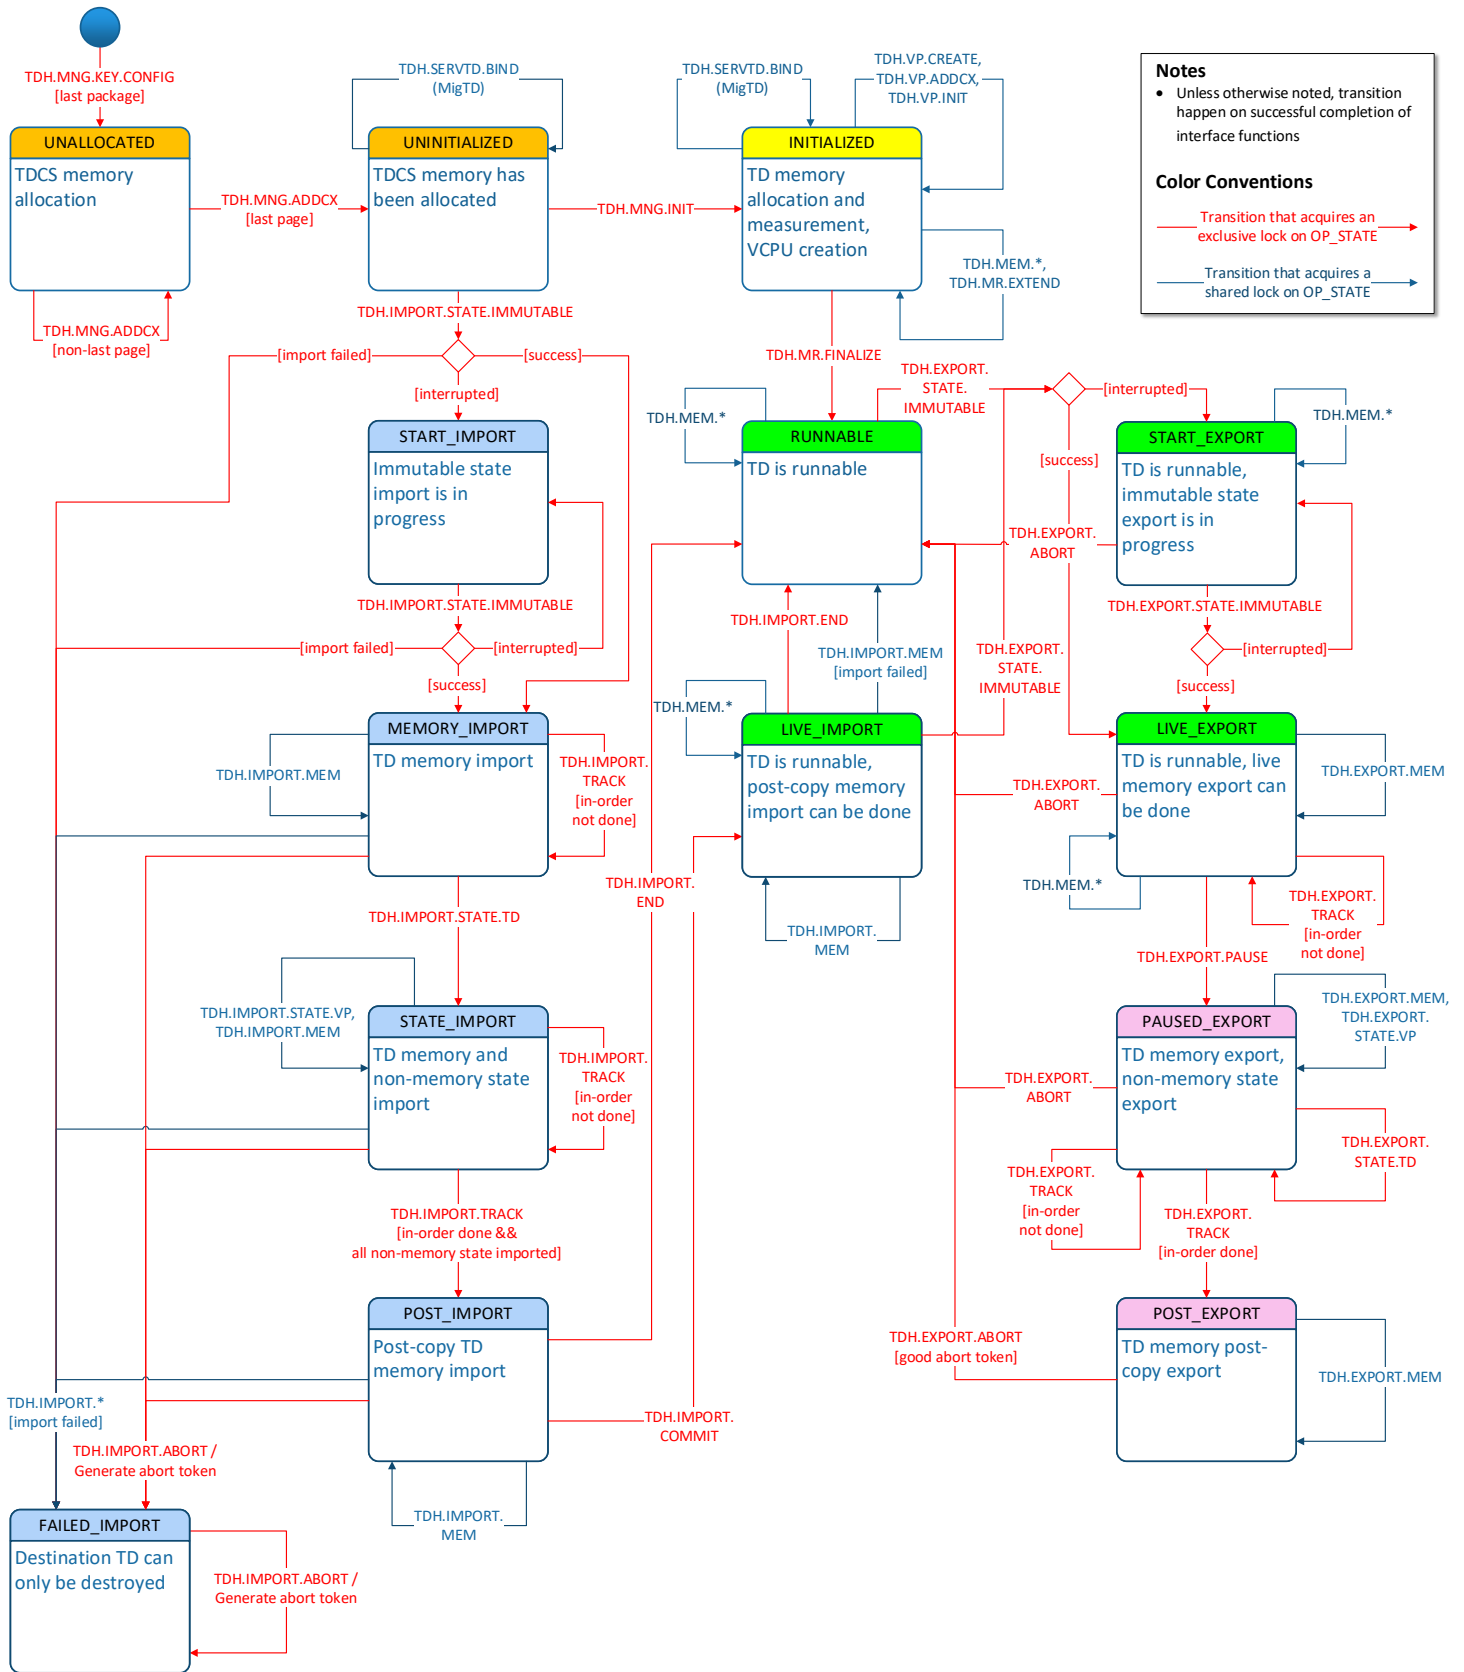 TDH.MNG.KEY.CONFIG
[last package]
UNALLOCATED
TDCS memory
allocation
TDH.MNG.ADDCX
[last page]
TDH.MNG.ADDCX
[non-last page]
TDH.SERVTD.BIND
(MigTD)
UNINITIALIZED
TDCS memory has
been allocated
TDH.MNG.INIT
TDH.SERVTD.BIND
(MigTD)
TDH.VP.CREATE,
TDH.VP.ADDCX,
TDH.VP.INIT
INITIALIZED
TD memory
allocation and
measurement,
VCPU creation
TDH.MEM.*,
TDH.MR.EXTEND
Notes
• Unless otherwise noted, transition
happen on successful completion of
interface functions
Color Conventions
Transition that acquires an
exclusive lock on OP_STATE
Transition that acquires a
shared lock on OP_STATE
TDH.IMPORT.STATE.IMMUTABLE
[import failed]
[success]
[interrupted]
TDH.MR.FINALIZE
TDH.EXPORT.
STATE.
IMMUTABLE
[interrupted]
[success]
START_IMPORT
Immutable state
import is in
progress
TDH.MEM.*
RUNNABLE
TD is runnable
TDH.MEM.*
START_EXPORT
TD is runnable,
immutable state
export is in
progress
TDH.EXPORT.
ABORT
TDH.IMPORT.STATE.IMMUTABLE
[import failed]
[interrupted]
[success]
TDH.IMPORT.END
TDH.IMPORT.MEM
[import failed]
TDH.EXPORT.
STATE.
IMMUTABLE
TDH.EXPORT.STATE.IMMUTABLE
[interrupted]
[success]
MEMORY_IMPORT
TD memory import
TDH.IMPORT.MEM
TDH.IMPORT.
TRACK
[in-order
not done]
TDH.MEM.*
LIVE_IMPORT
TD is runnable,
post-copy memory
import can be done
TDH.IMPORT.
MEM
TDH.EXPORT.
ABORT
LIVE_EXPORT
TD is runnable, live
memory export can
be done
TDH.EXPORT.MEM
TDH.MEM.*
TDH.EXPORT.
TRACK
[in-order
not done]
TDH.IMPORT.
END
TDH.IMPORT.STATE.TD
TDH.EXPORT.PAUSE
TDH.IMPORT.STATE.VP,
TDH.IMPORT.MEM
STATE_IMPORT
TD memory and
non-memory state
import
TDH.IMPORT.
TRACK
[in-order
not done]
TDH.EXPORT.
ABORT
PAUSED_EXPORT
TD memory export,
non-memory state
export
TDH.EXPORT.MEM,
TDH.EXPORT.
STATE.VP
TDH.EXPORT.
STATE.TD
TDH.EXPORT.
TRACK
[in-order
not done]
TDH.EXPORT.
TRACK
[in-order done]
TDH.IMPORT.TRACK
[in-order done &&
all non-memory state imported]
POST_IMPORT
Post-copy TD
memory import
TDH.EXPORT.ABORT
[good abort token]
POST_EXPORT
TD memory post-
copy export
TDH.EXPORT.MEM
TDH.IMPORT.*
[import failed]
TDH.IMPORT.ABORT /
Generate abort token
TDH.IMPORT.
COMMIT
TDH.IMPORT.
MEM
FAILED_IMPORT
Destination TD can
only be destroyed
TDH.IMPORT.ABORT /
Generate abort token